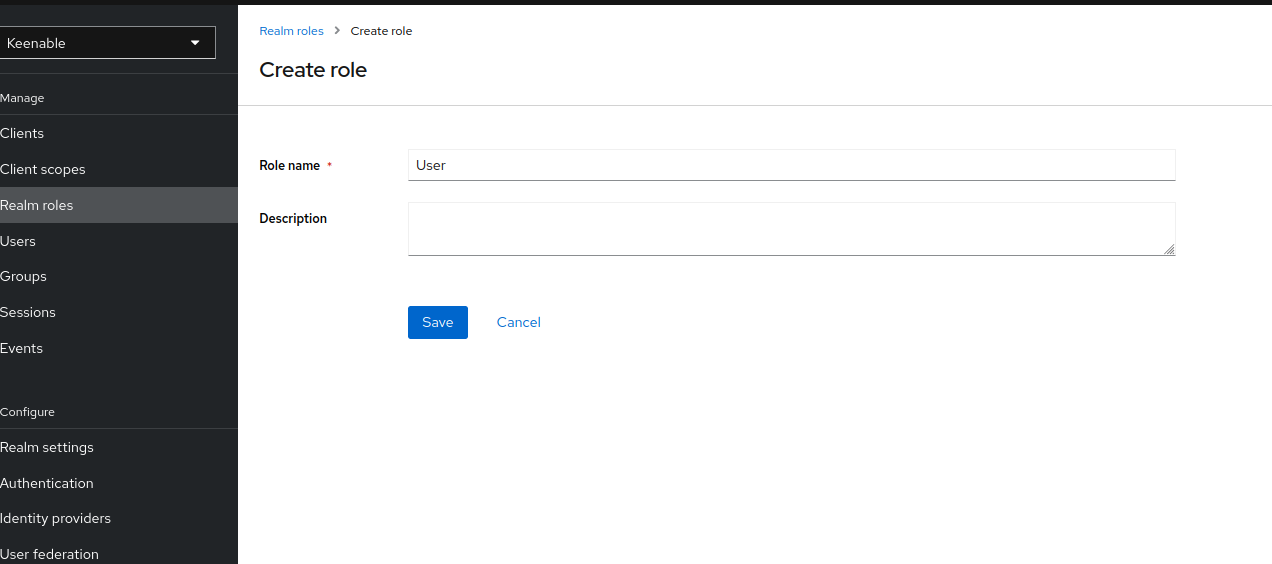 Keenable
Manage
Clients
Client scopes
Realm roles
Users
Groups
Sessions
Events
Configure
Realm settings
Authentication
Identity providers
User federation
Realm roles > Create role
Create role
Role name *
User
Description
Save
Cancel